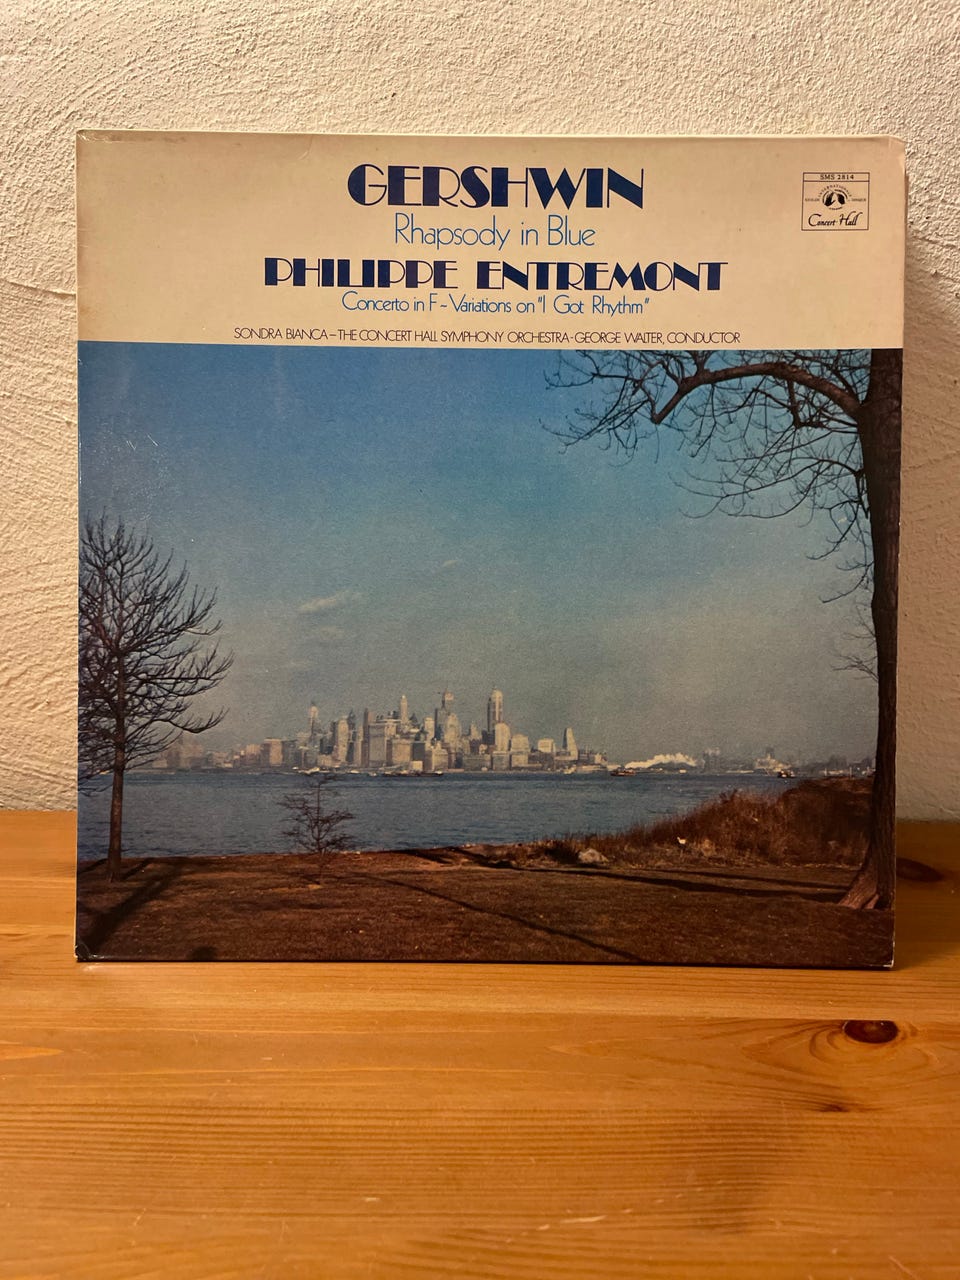 GERSHWIN
Rhapsody in Blue
PHILIPPE ENTREMONT
Concerto in F ~ Variations on "I Got Rhythm"
SONDRA BIANCA – THE CONCERT HALL SYMPHONY ORCHESTRA - GEORGE WALTER, CONDUCTOR
SMS 2814
Concert Hall